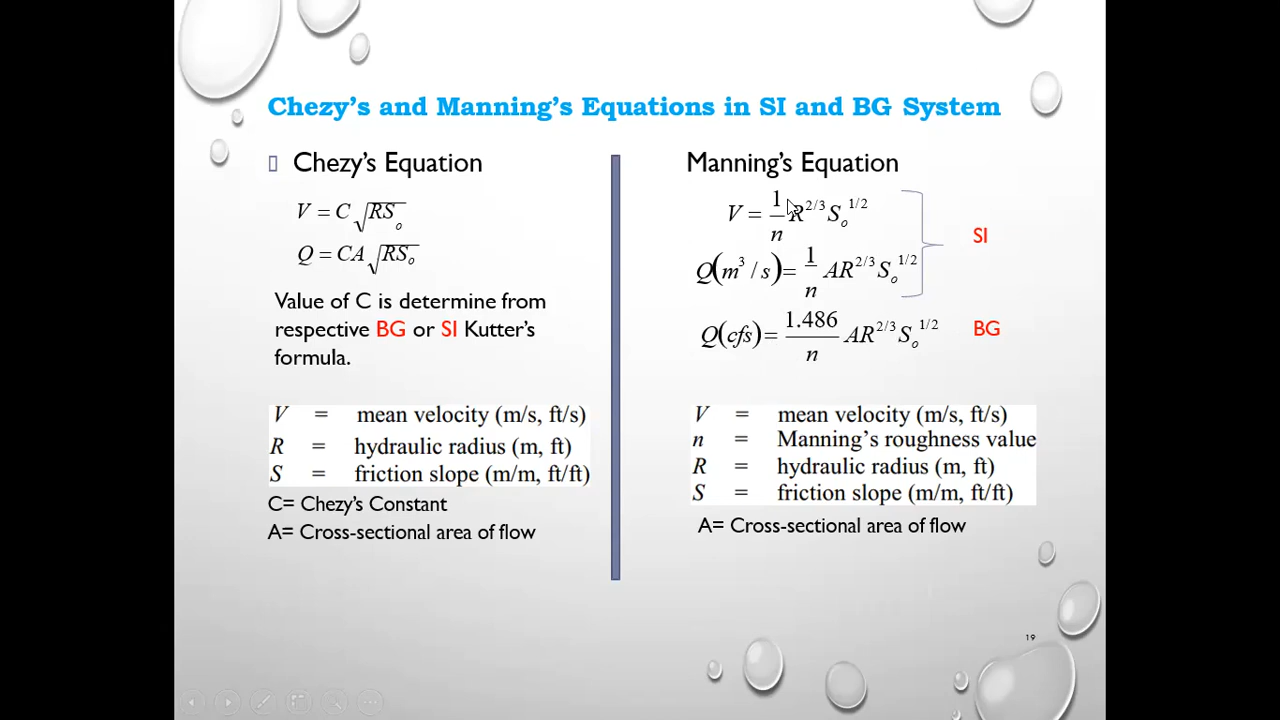 Chezy's and Manning's Equations in SI and BG System
Chezy's Equation
V = C √RSₒ
Q = CA √RSₒ
Value of C is determine from
respective BG or SI Kutter's
formula.
V = mean velocity (m/s, ft/s)
R = hydraulic radius (m, ft)
S = friction slope (m/m, ft/ft)
C= Chezy's Constant
A= Cross-sectional area of flow
Manning's Equation
V = 1/n R^2/3 Sₒ^1/2
Q(m³/s)= 1/n AR^2/3 Sₒ^1/2
SI
Q(cfs)= 1.486/n AR^2/3 Sₒ^1/2
BG
V = mean velocity (m/s, ft/s)
n = Manning's roughness value
R = hydraulic radius (m, ft)
S = friction slope (m/m, ft/ft)
A= Cross-sectional area of flow
19